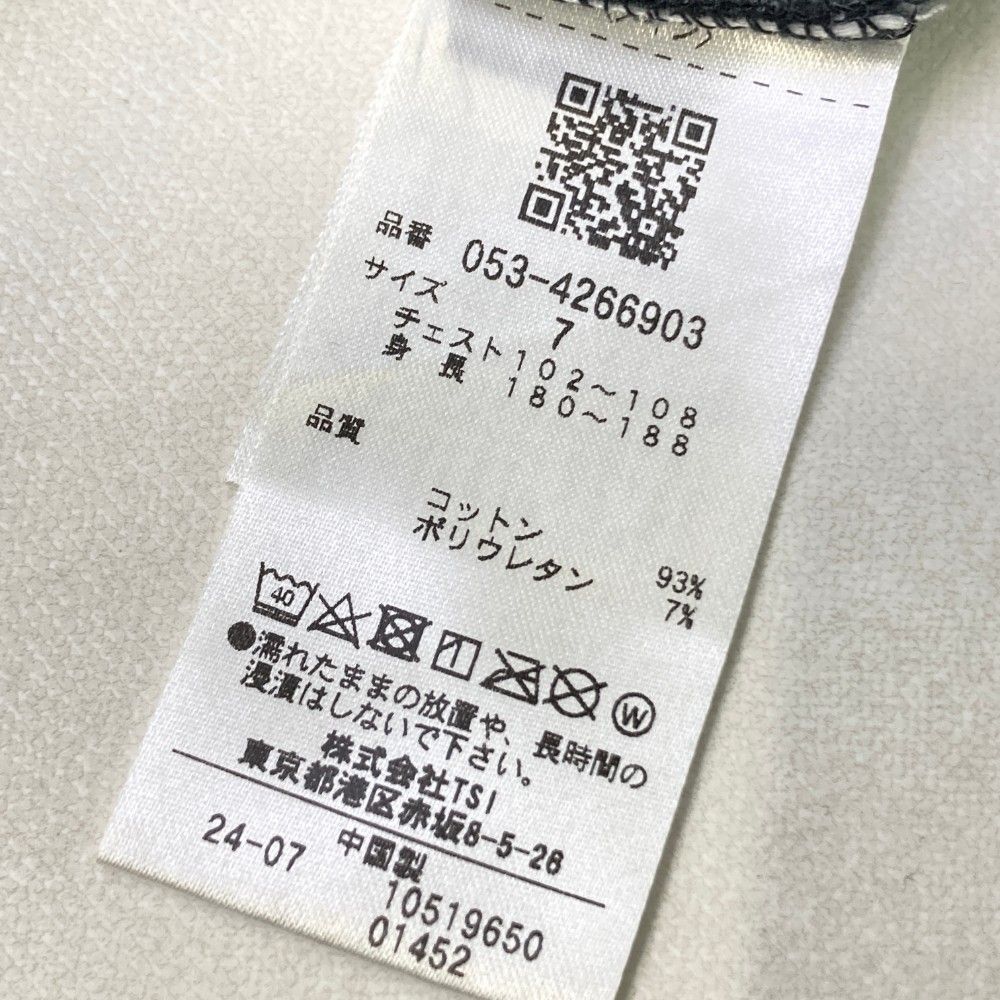 品番 053-4266903
サイズ 7
チェスト 102～108
身長 180～188
品質
コットン 93%
ポリウレタン 7%
40
W
●濡れたままの放置や、長時間の
浸漬はしないで下さい。
株式会社TSI
東京都港区赤坂8-5-26
24-07 中国製
10519650
01452